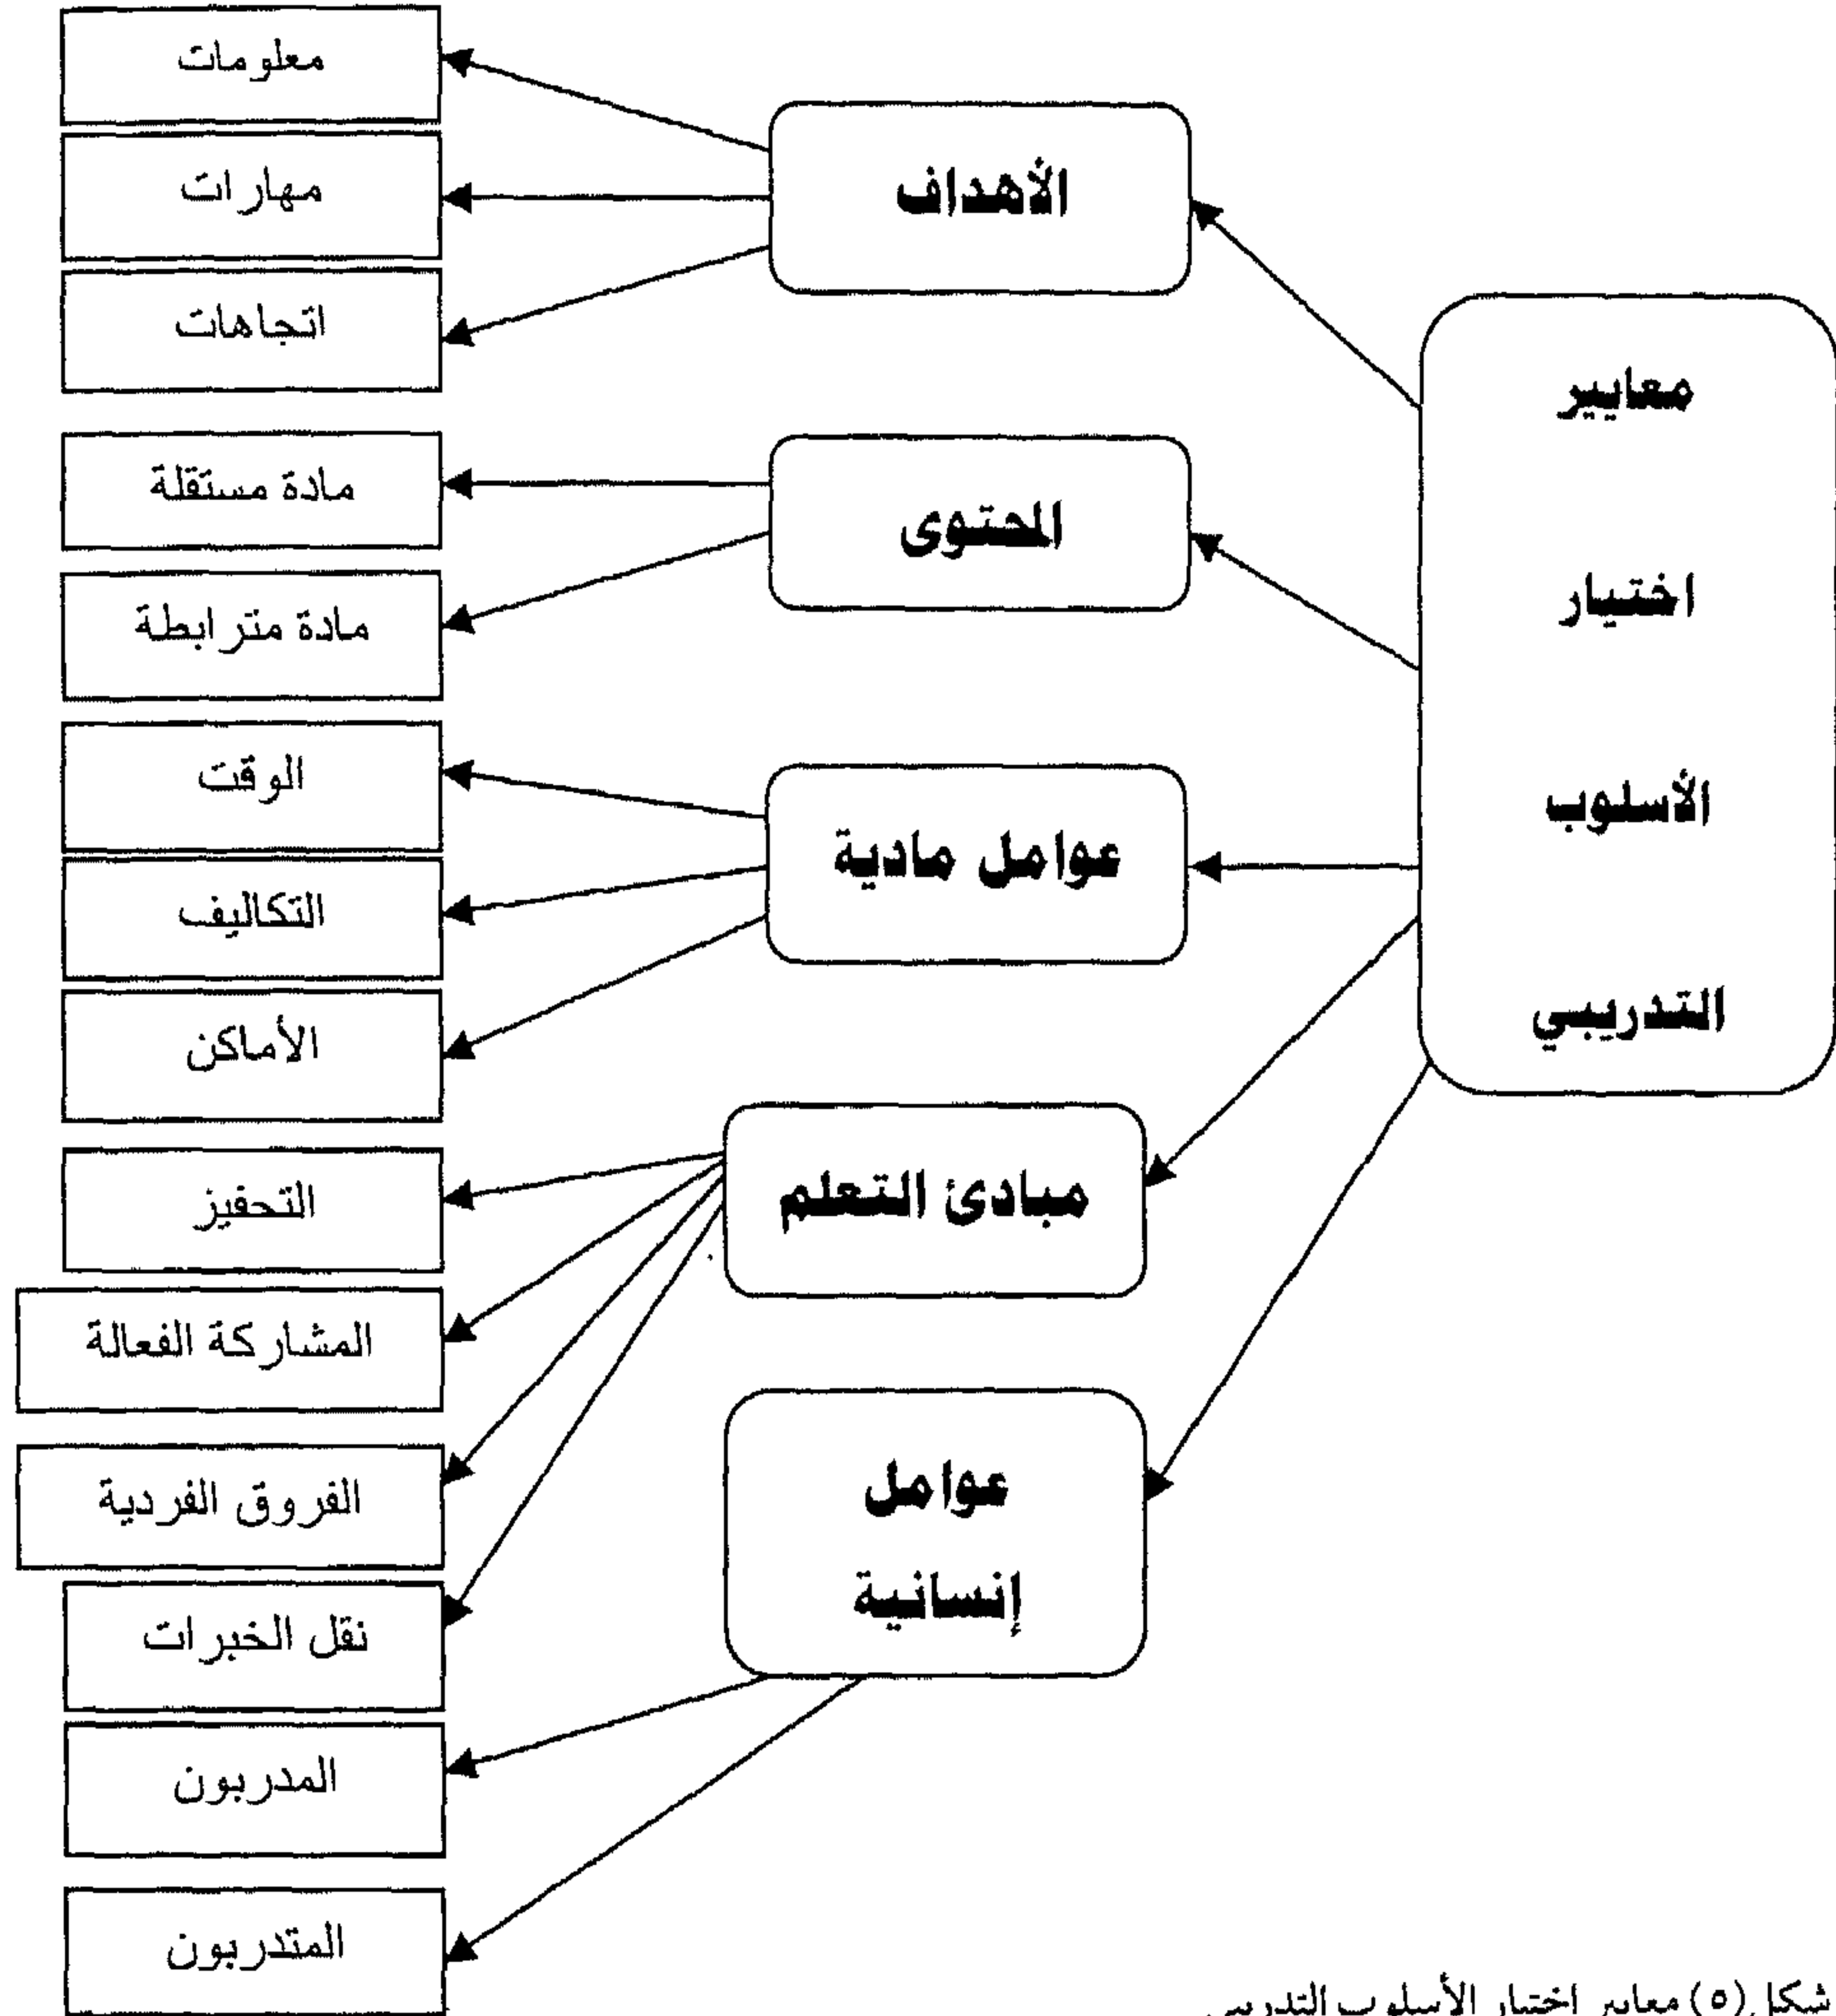 معايير
اختيار
الأسلوب
التدريبي
الأهداف
معلومات
مهارات
اتجاهات
المحتوى
مادة مستقلة
مادة مترابطة
عوامل مادية
الوقت
التكاليف
الأماكن
مبادئ التعلم
التحفيز
المشاركة الفعالة
الفروق الفردية
نقل الخبرات
عوامل
إنسانية
المدربون
المتدربون
شكل (٥) معايير اختيار الأسلوب التدريبي